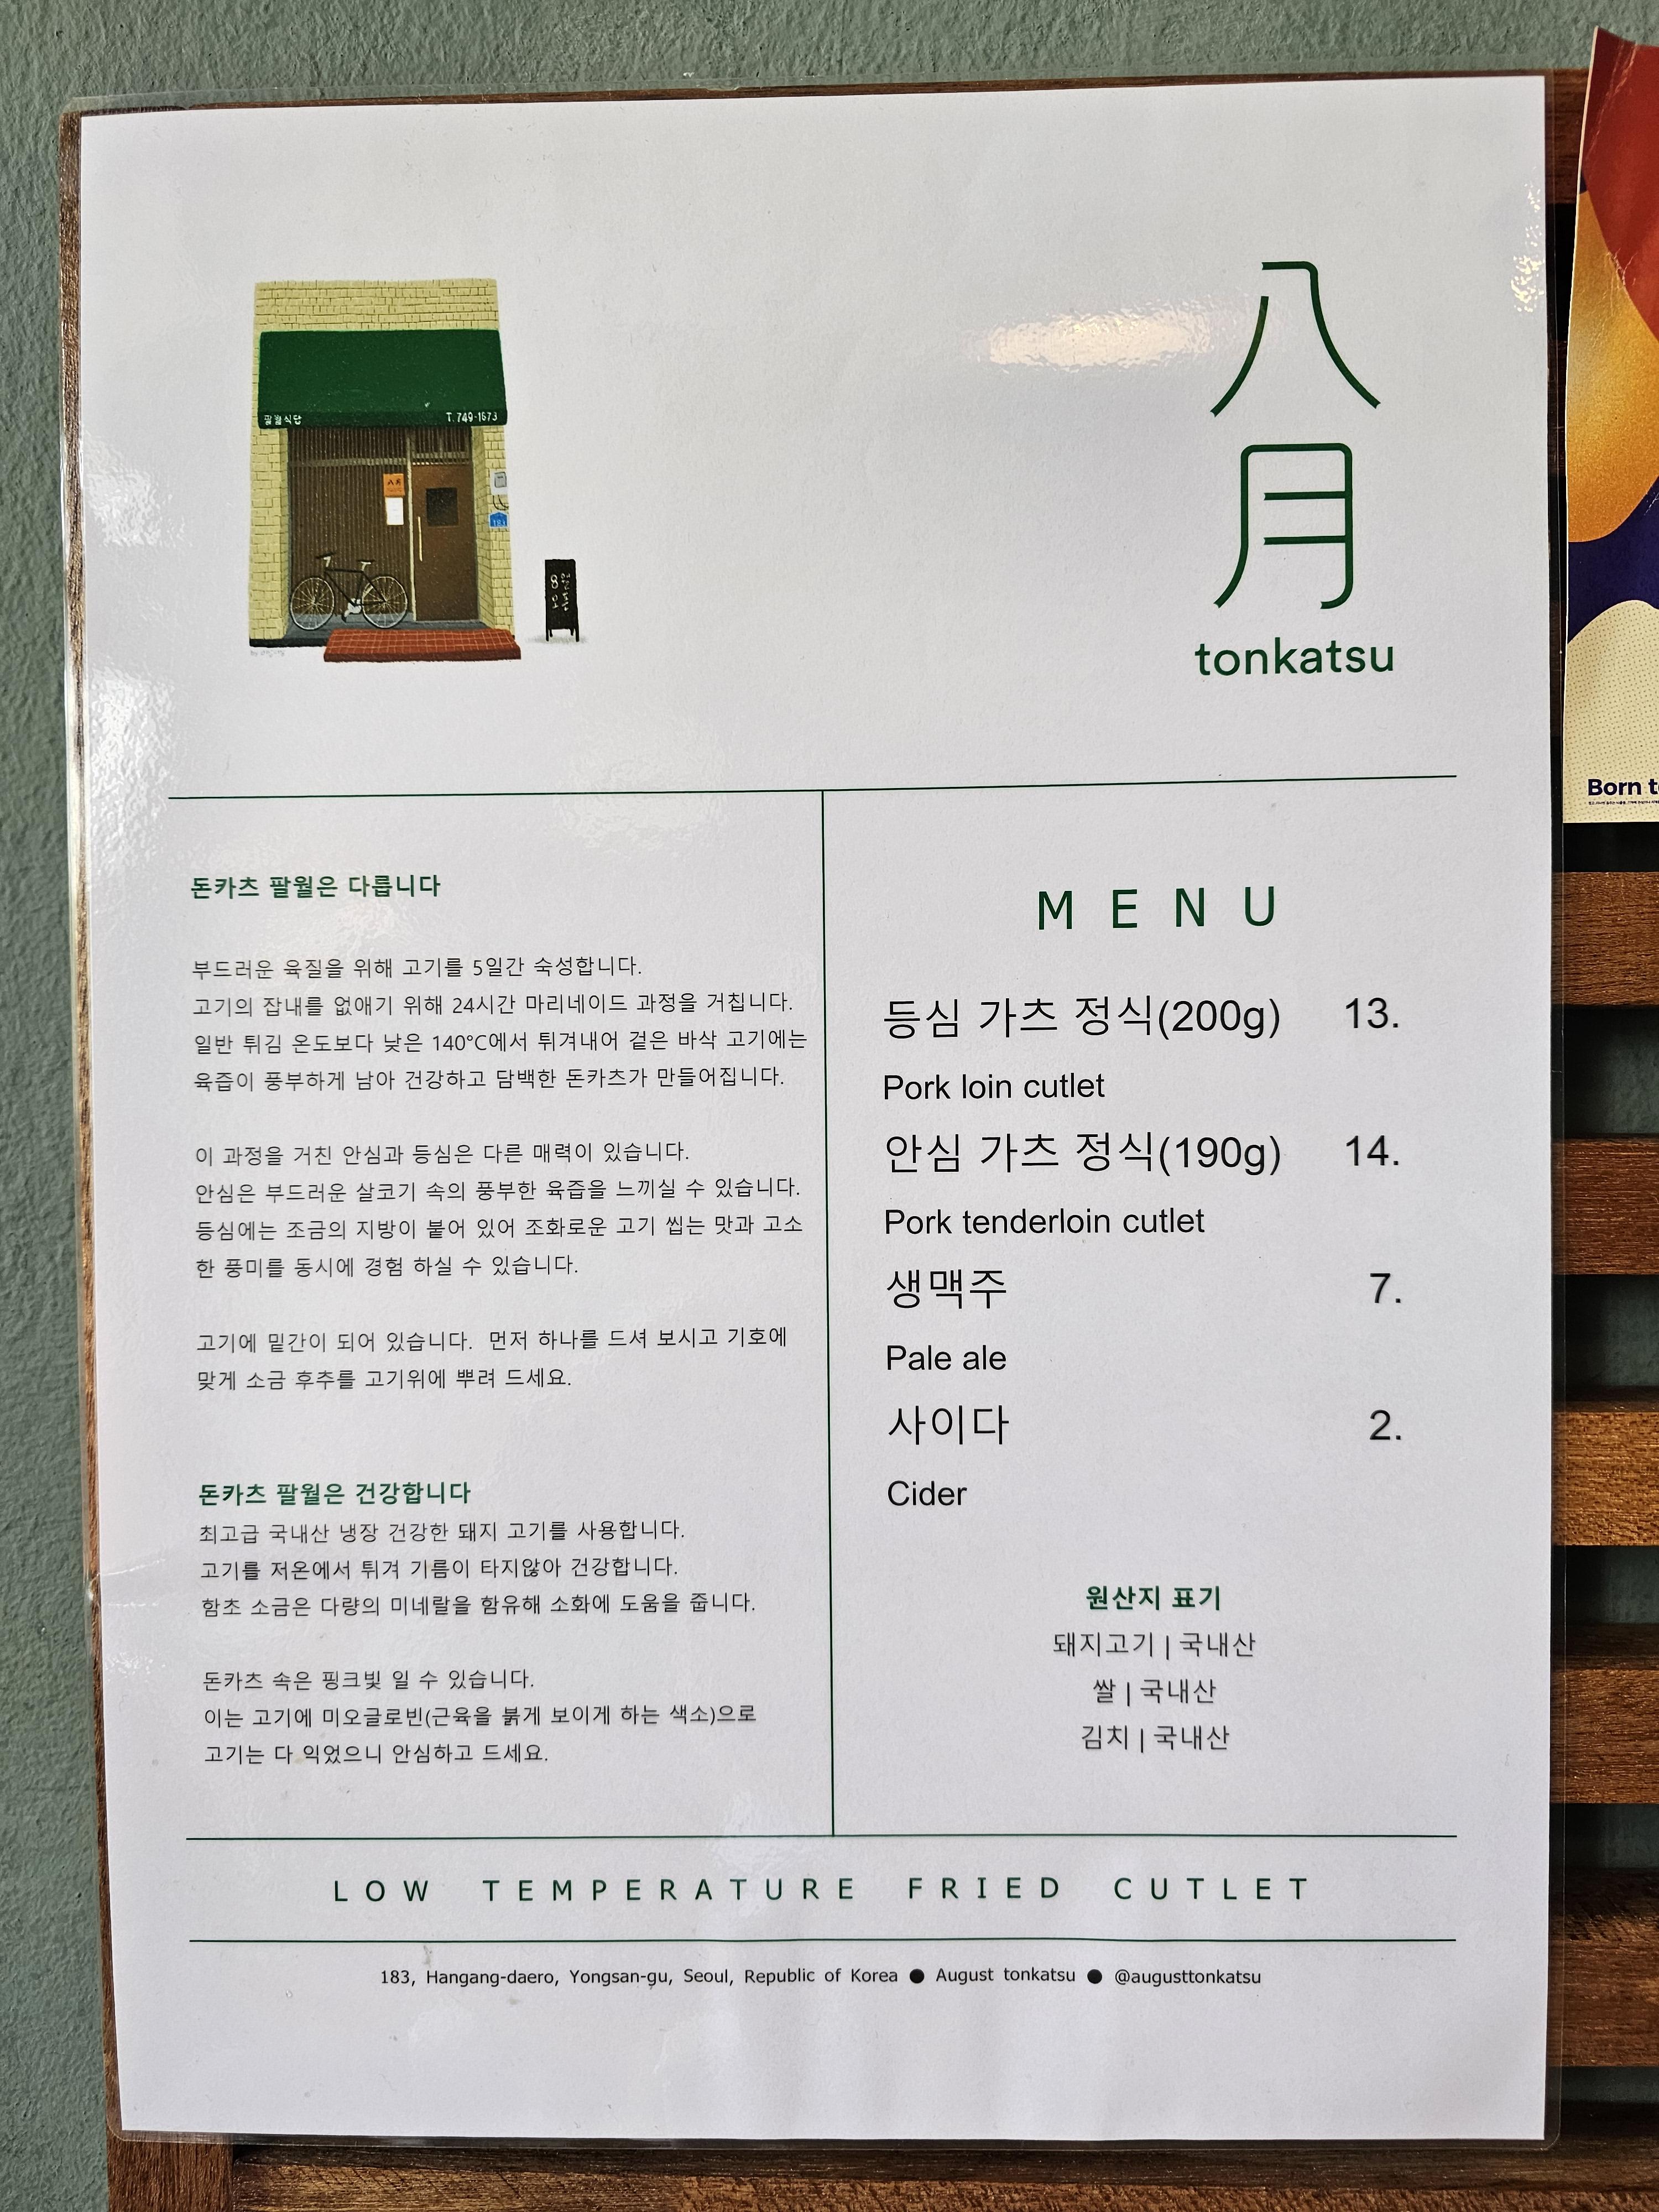 팔월식당
T.749-1673
183
八
月
tonkatsu
Born t
돈카츠 팔월은 다릅니다
부드러운 육질을 위해 고기를 5일간 숙성합니다.
고기의 잡내를 없애기 위해 24시간 마리네이드 과정을 거칩니다.
일반 튀김 온도보다 낮은 140°C에서 튀겨내어 겉은 바삭 고기에는
육즙이 풍부하게 남아 건강하고 담백한 돈카츠가 만들어집니다.
이 과정을 거친 안심과 등심은 다른 매력이 있습니다.
안심은 부드러운 살코기 속의 풍부한 육즙을 느끼실 수 있습니다.
등심에는 조금의 지방이 붙어 있어 조화로운 고기 씹는 맛과 고소
한 풍미를 동시에 경험 하실 수 있습니다.
고기에 밑간이 되어 있습니다. 먼저 하나를 드셔 보시고 기호에
맞게 소금 후추를 고기위에 뿌려 드세요.
돈카츠 팔월은 건강합니다
최고급 국내산 냉장 건강한 돼지 고기를 사용합니다.
고기를 저온에서 튀겨 기름이 타지않아 건강합니다.
함초 소금은 다량의 미네랄을 함유해 소화에 도움을 줍니다.
돈카츠 속은 핑크빛 일 수 있습니다.
이는 고기에 미오글로빈(근육을 붉게 보이게 하는 색소)으로
고기는 다 익었으니 안심하고 드세요.
MENU
등심 가츠 정식(200g) 13.
Pork loin cutlet
안심 가츠 정식(190g) 14.
Pork tenderloin cutlet
생맥주 7.
Pale ale
사이다 2.
Cider
원산지 표기
돼지고기 | 국내산
쌀 | 국내산
김치 | 국내산
LOW TEMPERATURE FRIED CUTLET
183, Hangang-daero, Yongsan-gu, Seoul, Republic of Korea ● August tonkatsu ● @augusttonkatsu